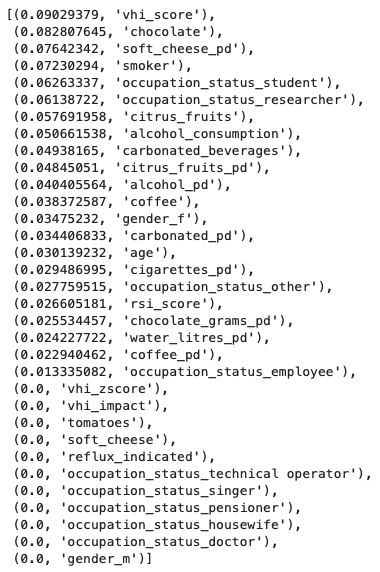 [(0.09029379, 'vhi_score'),
(0.082807645, 'chocolate'),
(0.07642342, 'soft_cheese_pd'),
(0.07230294, 'smoker'),
(0.06263337, 'occupation_status_student'),
(0.06138722, 'occupation_status_researcher'),
(0.057691958, 'citrus_fruits'),
(0.050661538, 'alcohol_consumption'),
(0.04938165, 'carbonated_beverages'),
(0.04845051, 'citrus_fruits_pd'),
(0.040405564, 'alcohol_pd'),
(0.038372587, 'coffee'),
(0.03475232, 'gender_f'),
(0.034406833, 'carbonated_pd'),
(0.030139232, 'age'),
(0.029486995, 'cigarettes_pd'),
(0.027759515, 'occupation_status_other'),
(0.026605181, 'rsi_score'),
(0.025534457, 'chocolate_grams_pd'),
(0.024227722, 'water_litres_pd'),
(0.022940462, 'coffee_pd'),
(0.013335082, 'occupation_status_employee'),
(0.0, 'vhi_zscore'),
(0.0, 'vhi_impact'),
(0.0, 'tomatoes'),
(0.0, 'soft_cheese'),
(0.0, 'reflux_indicated'),
(0.0, 'occupation_status_technical operator'),
(0.0, 'occupation_status_singer'),
(0.0, 'occupation_status_pensioner'),
(0.0, 'occupation_status_housewife'),
(0.0, 'occupation_status_doctor'),
(0.0, 'gender_m')]